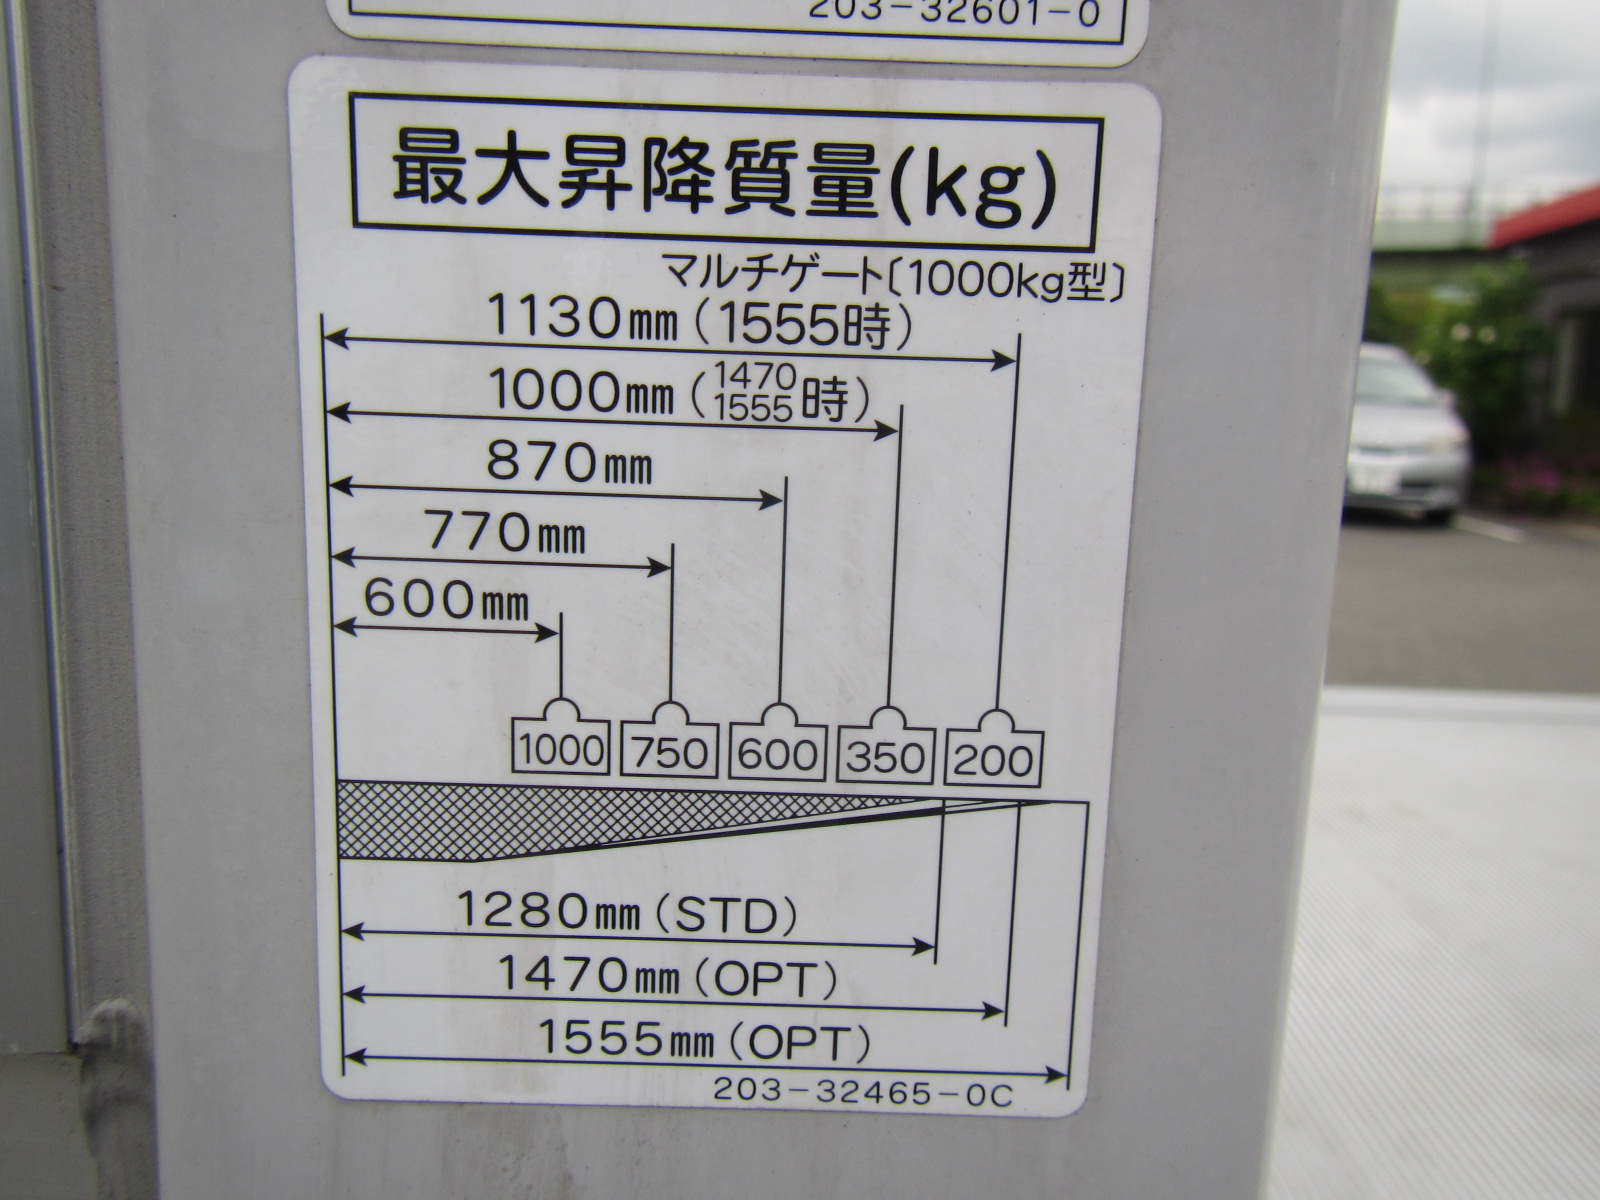 203-32601-0
最大昇降質量(kg)
マルチゲート〔1000kg型〕
1130mm(1555時)
1000mm(1470 1555時)
870mm
770mm
600mm
1000 750 600 350 200
1280mm(STD)
1470mm(OPT)
1555mm(OPT)
203-32465-0C